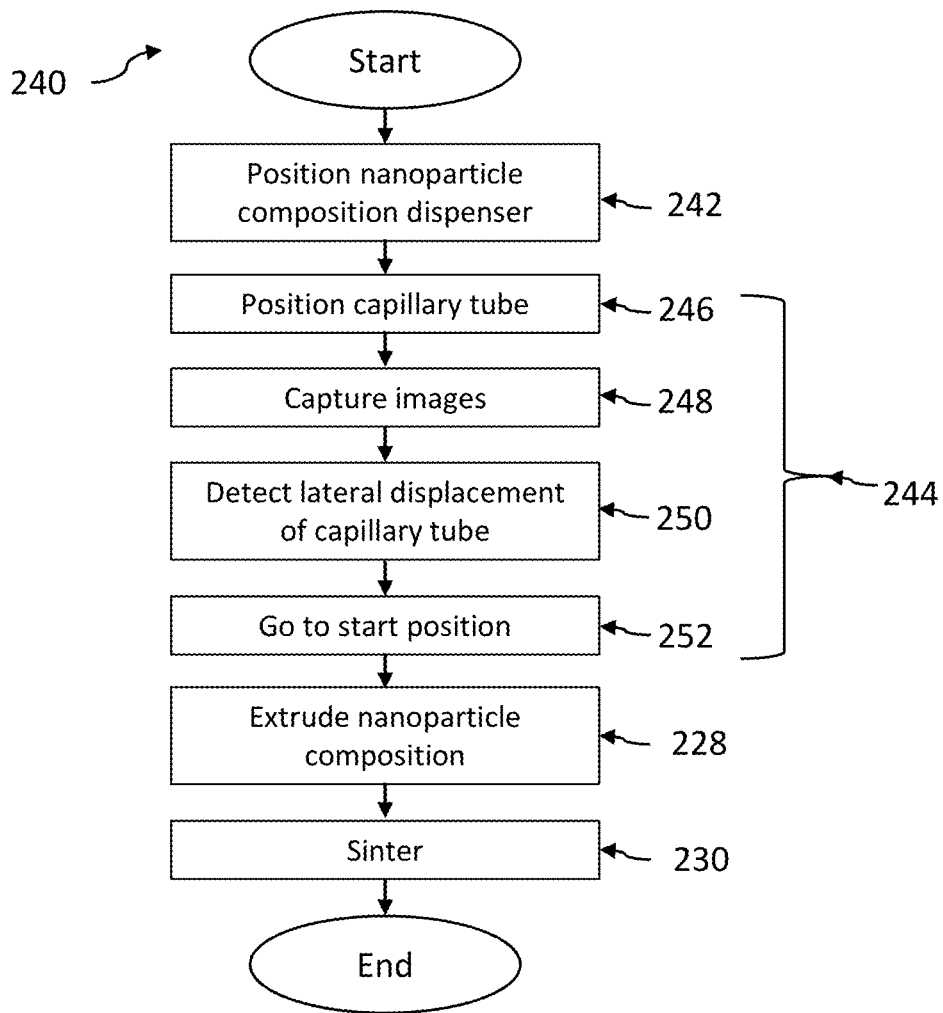 240
Start
Position nanoparticle
composition dispenser
242
Position capillary tube
246
Capture images
248
Detect lateral displacement
of capillary tube
250
244
Go to start position
252
Extrude nanoparticle
composition
228
Sinter
230
End